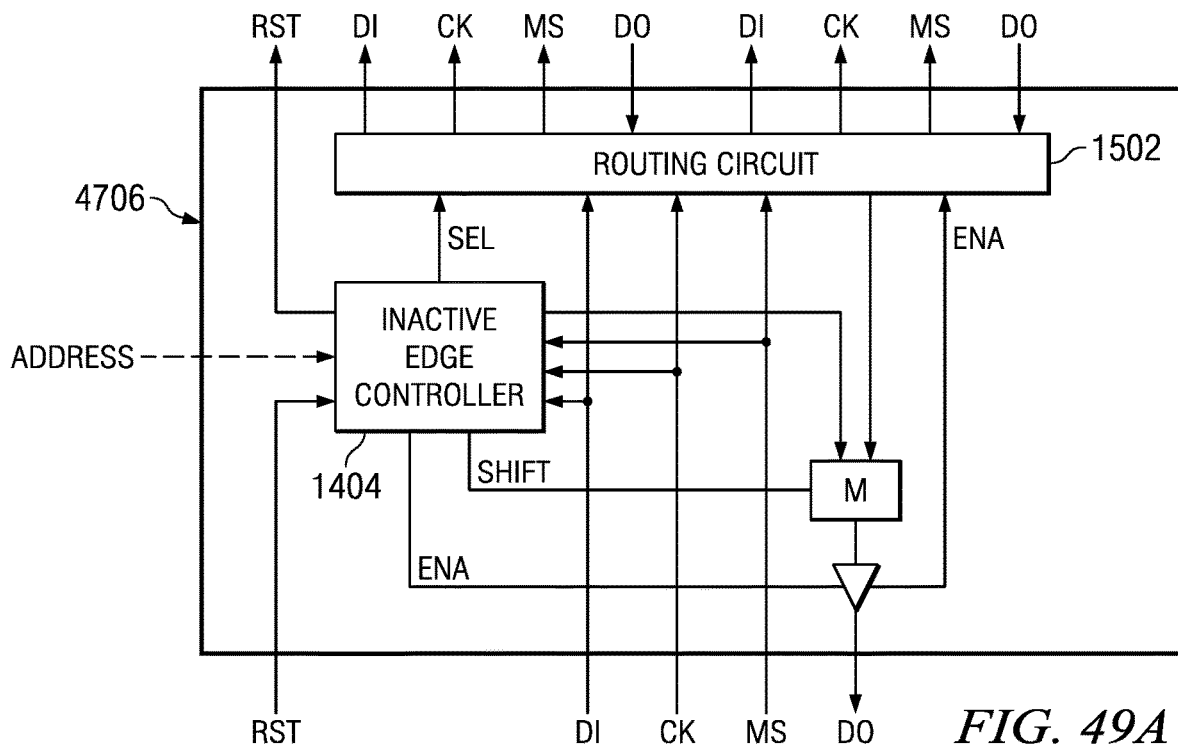 RST DI CK MS DO DI CK MS DO
ROUTING CIRCUIT
1502
4706
SEL
ENA
INACTIVE
EDGE
CONTROLLER
ADDRESS
1404
SHIFT
M
ENA
RST DI CK MS DO
FIG. 49A